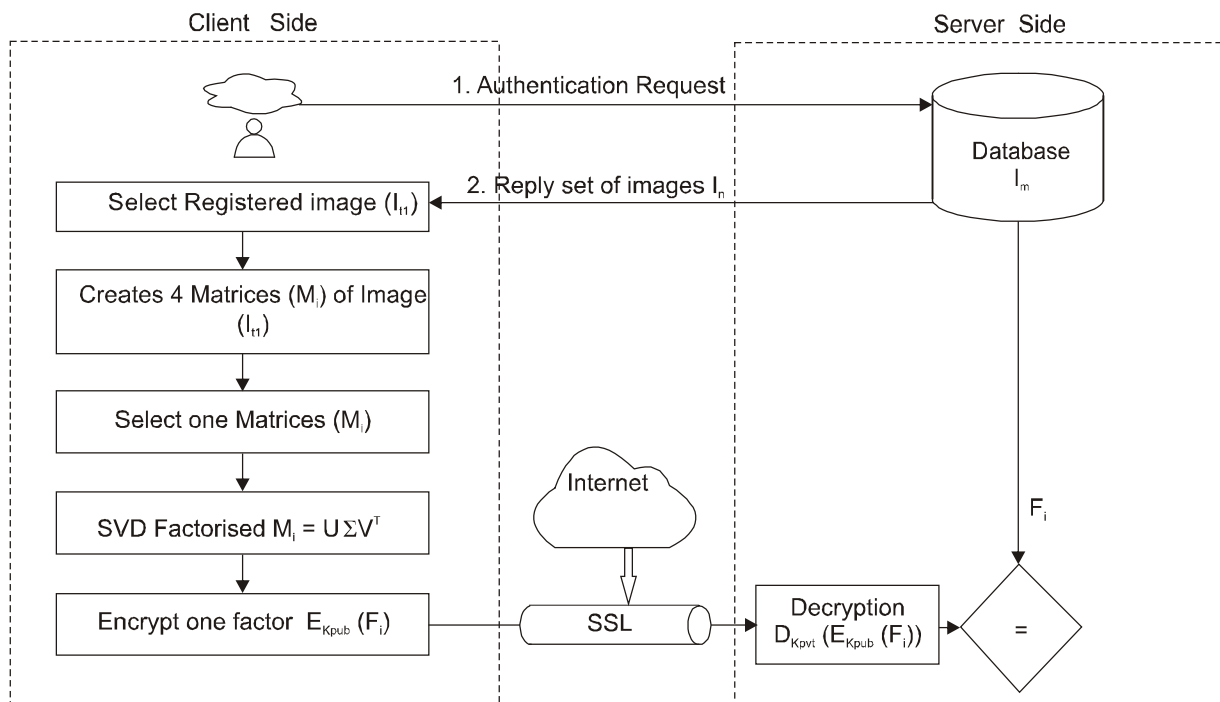 Client Side
Server Side
1. Authentication Request
Database
I_m
2. Reply set of images I_n
Select Registered image (I_t1)
Creates 4 Matrices (M_i) of Image
(I_t1)
Select one Matrices (M_i)
Internet
F_i
SVD Factorised M_i = UΣV^T
Encrypt one factor E_Kpub (F_i)
SSL
Decryption
D_Kpvt (E_Kpub (F_i))
=